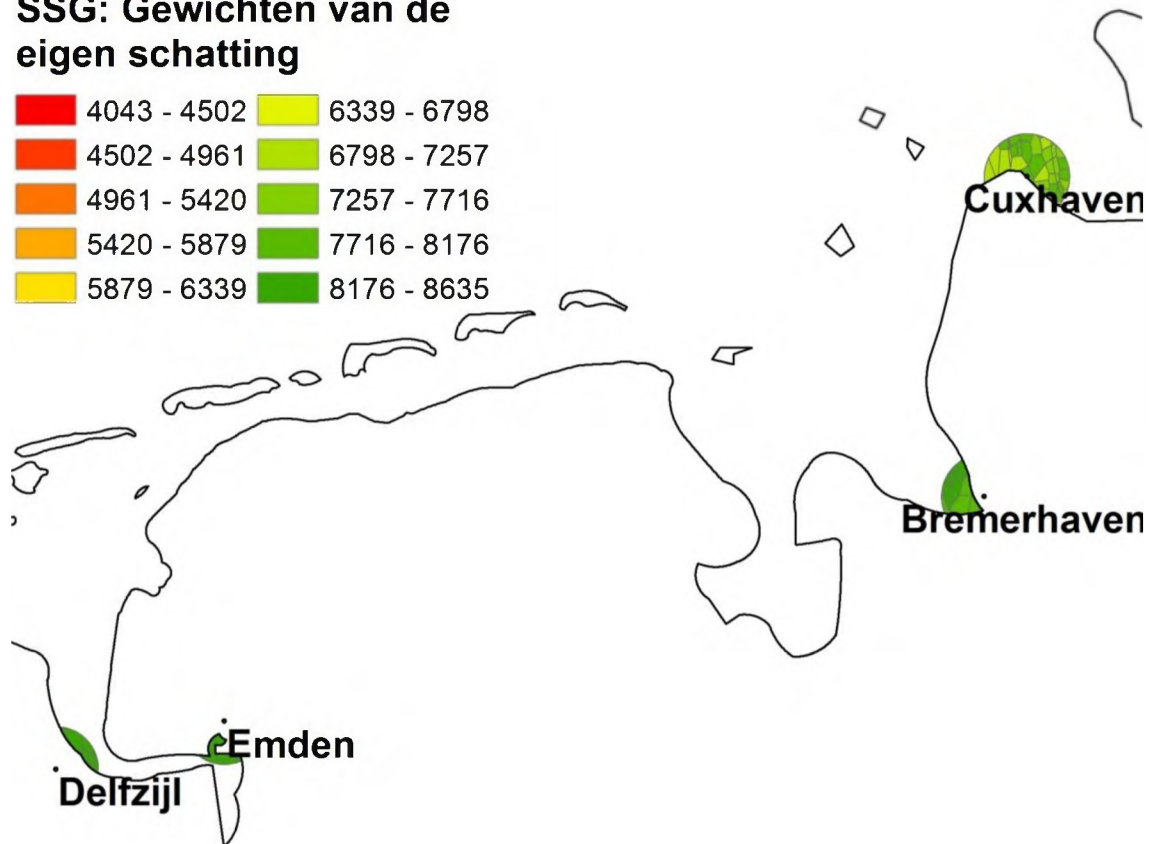 SSG: Gewichten van de
eigen schatting
4043 - 4502 6339 - 6798
4502 - 4961 6798 - 7257
4961 - 5420 7257 - 7716
5420 - 5879 7716 - 8176
5879 - 6339 8176 - 8635
Cuxhaven
Bremerhaven
Emden
Delfzijl